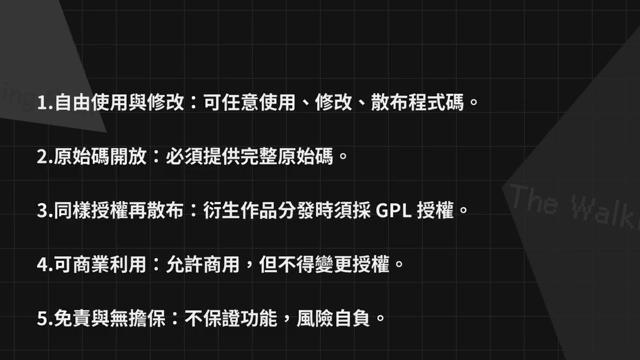 1.自由使用與修改：可任意使用、修改、散布程式碼。
2.原始碼開放：必須提供完整原始碼。
3.同樣授權再散布：衍生作品分發時須採 GPL 授權。
The Walki
4.可商業利用：允許商用，但不得變更授權。
5.免責與無擔保：不保證功能，風險自負。